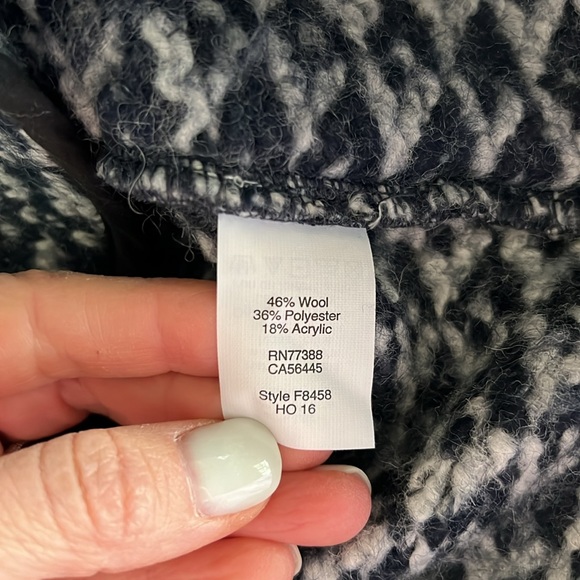 46% Wool
36% Polyester
18% Acrylic
RN77388
CA56445
Style F8458
HO 16